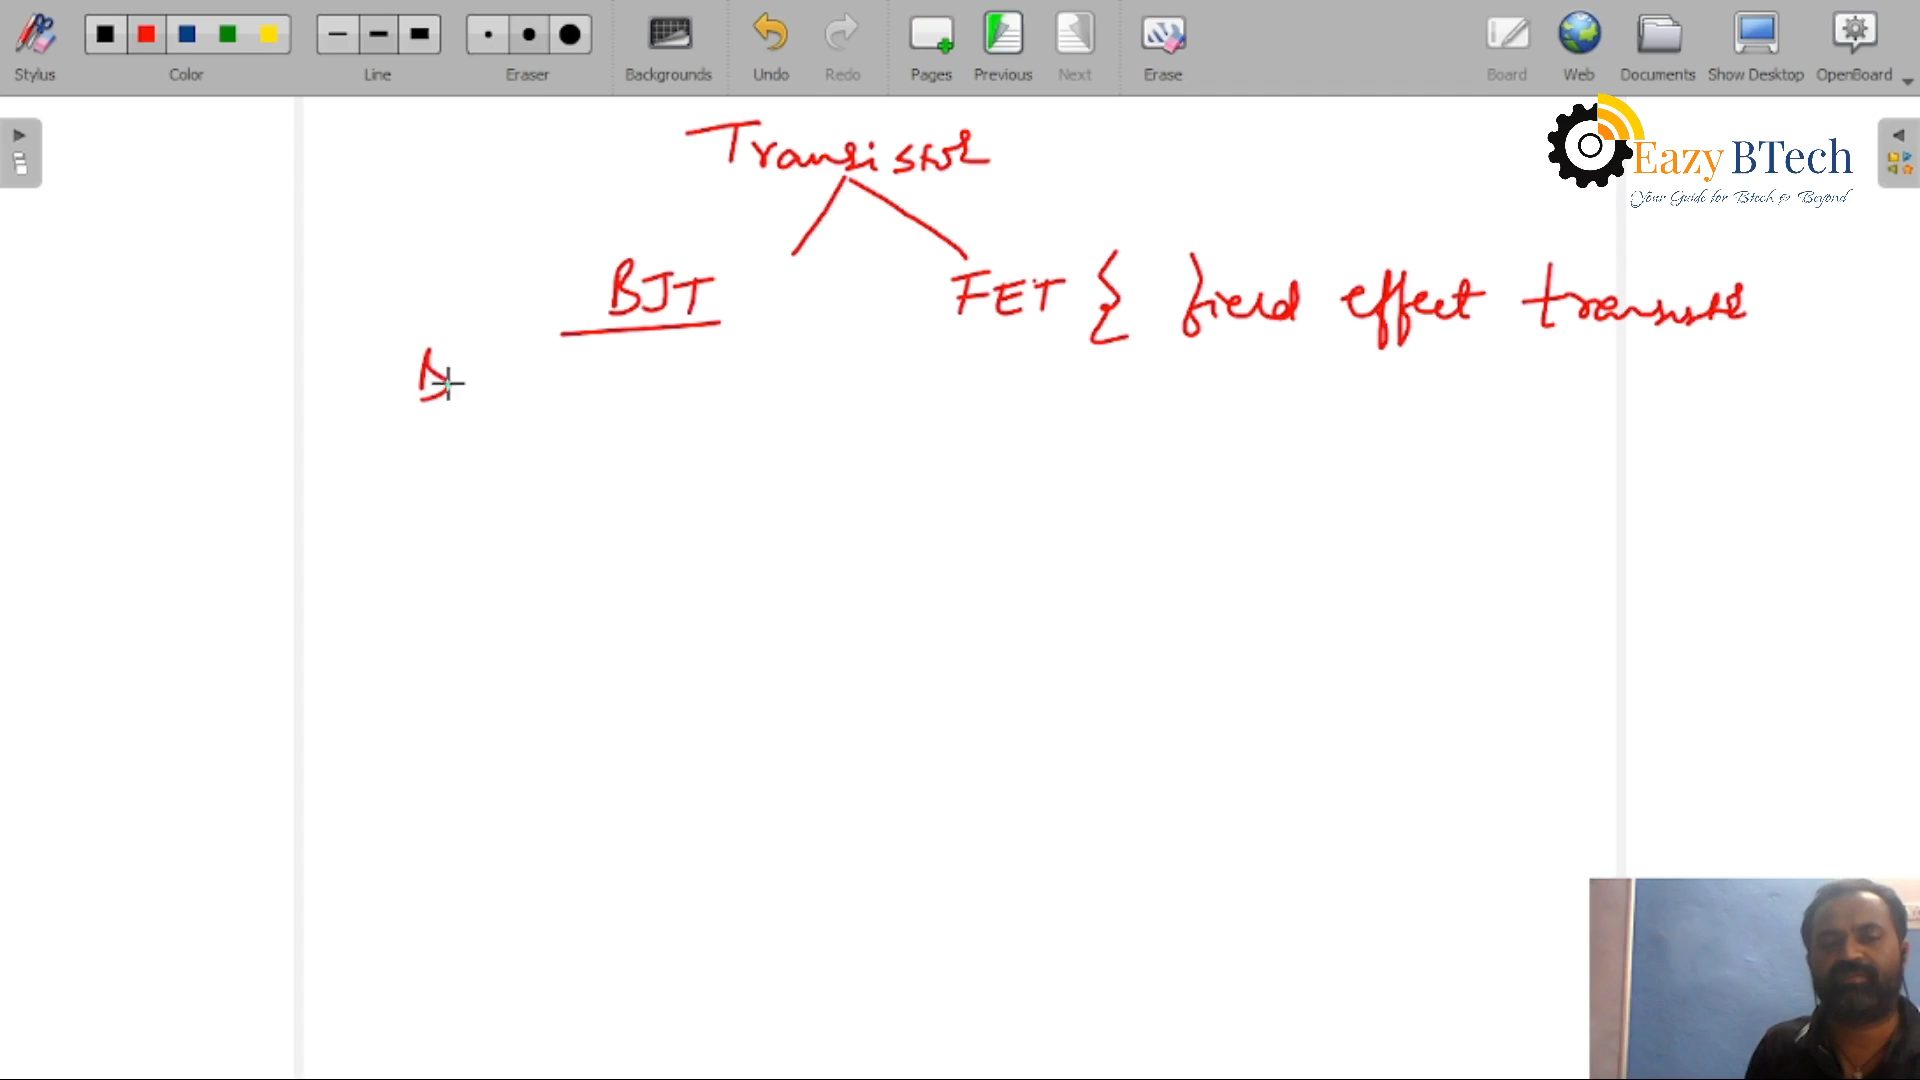 Stylus Color Line Eraser Backgrounds Undo Redo Pages Previous Next Erase Board Web Documents Show Desktop OpenBoard
Eazy BTech
Your Guide for Btech & Beyond
Transistor
BJT FET { field effect transistor